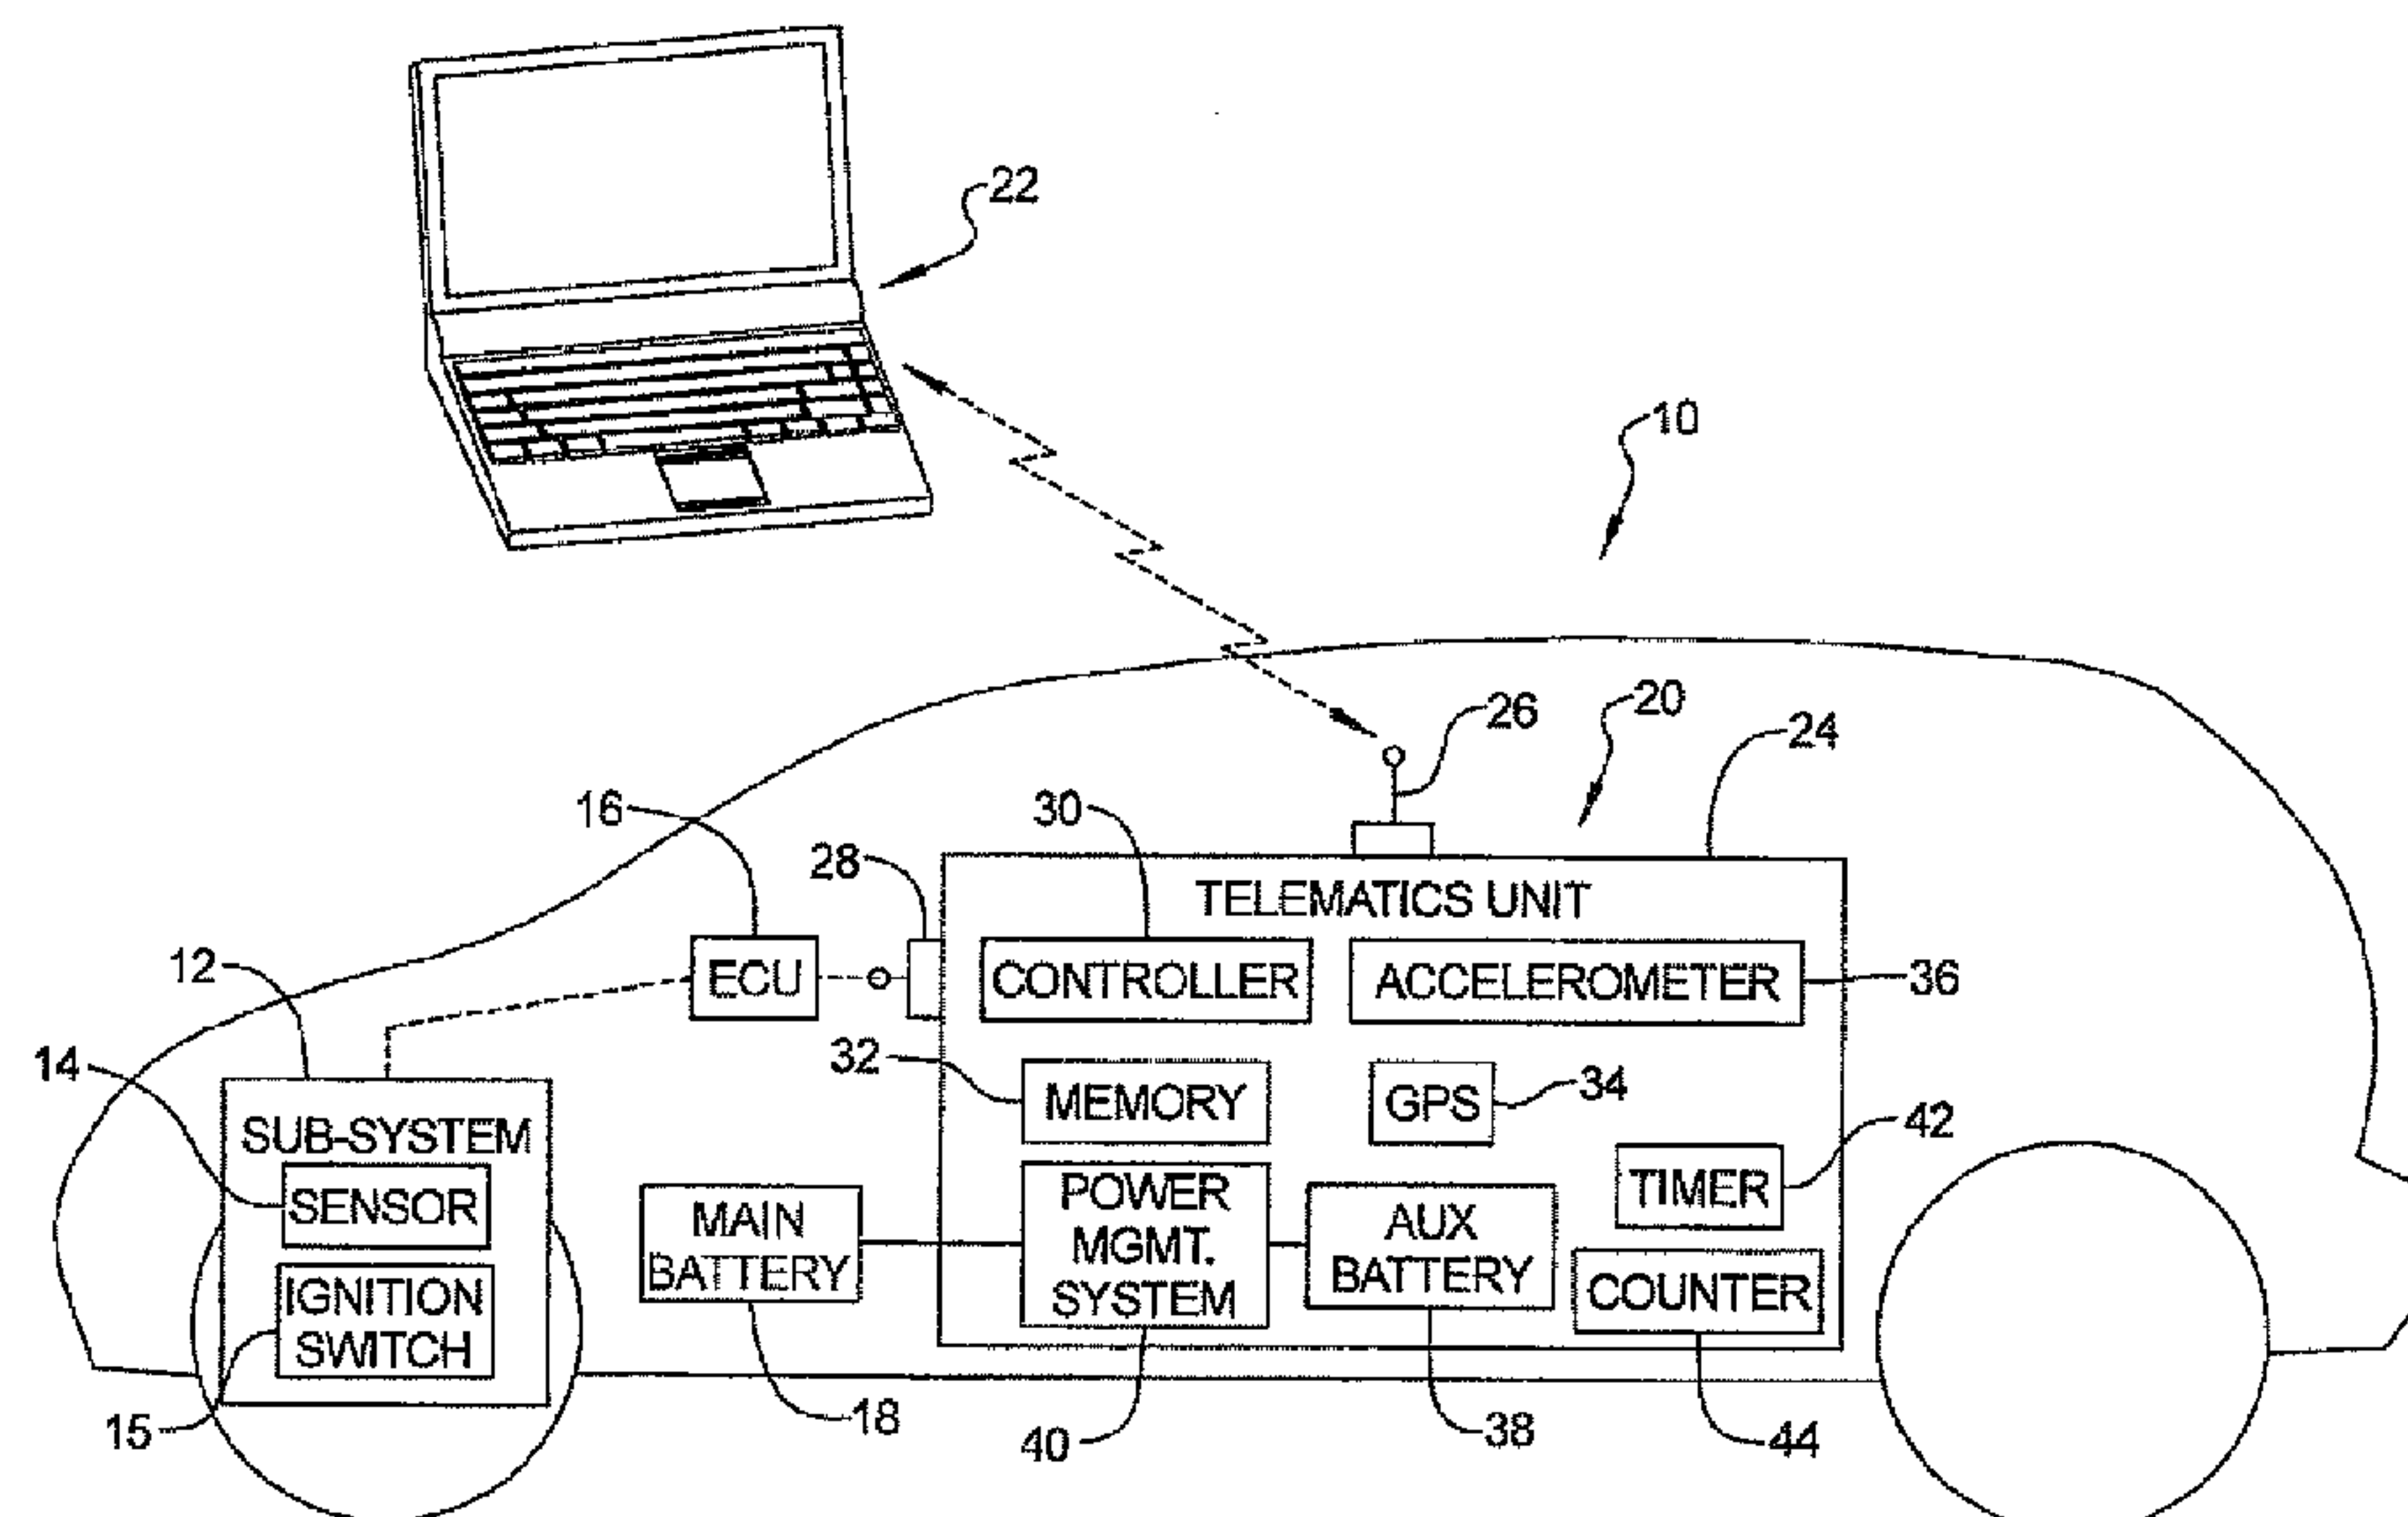 22
10
20
26
24
16
30
28
TELEMATICS UNIT
12
ECU
CONTROLLER
ACCELEROMETER
36
14
32
MEMORY
GPS
34
42
SUB-SYSTEM
SENSOR
TIMER
MAIN
BATTERY
POWER
MGMT.
SYSTEM
AUX
BATTERY
COUNTER
IGNITION
SWITCH
15
18
40
38
44